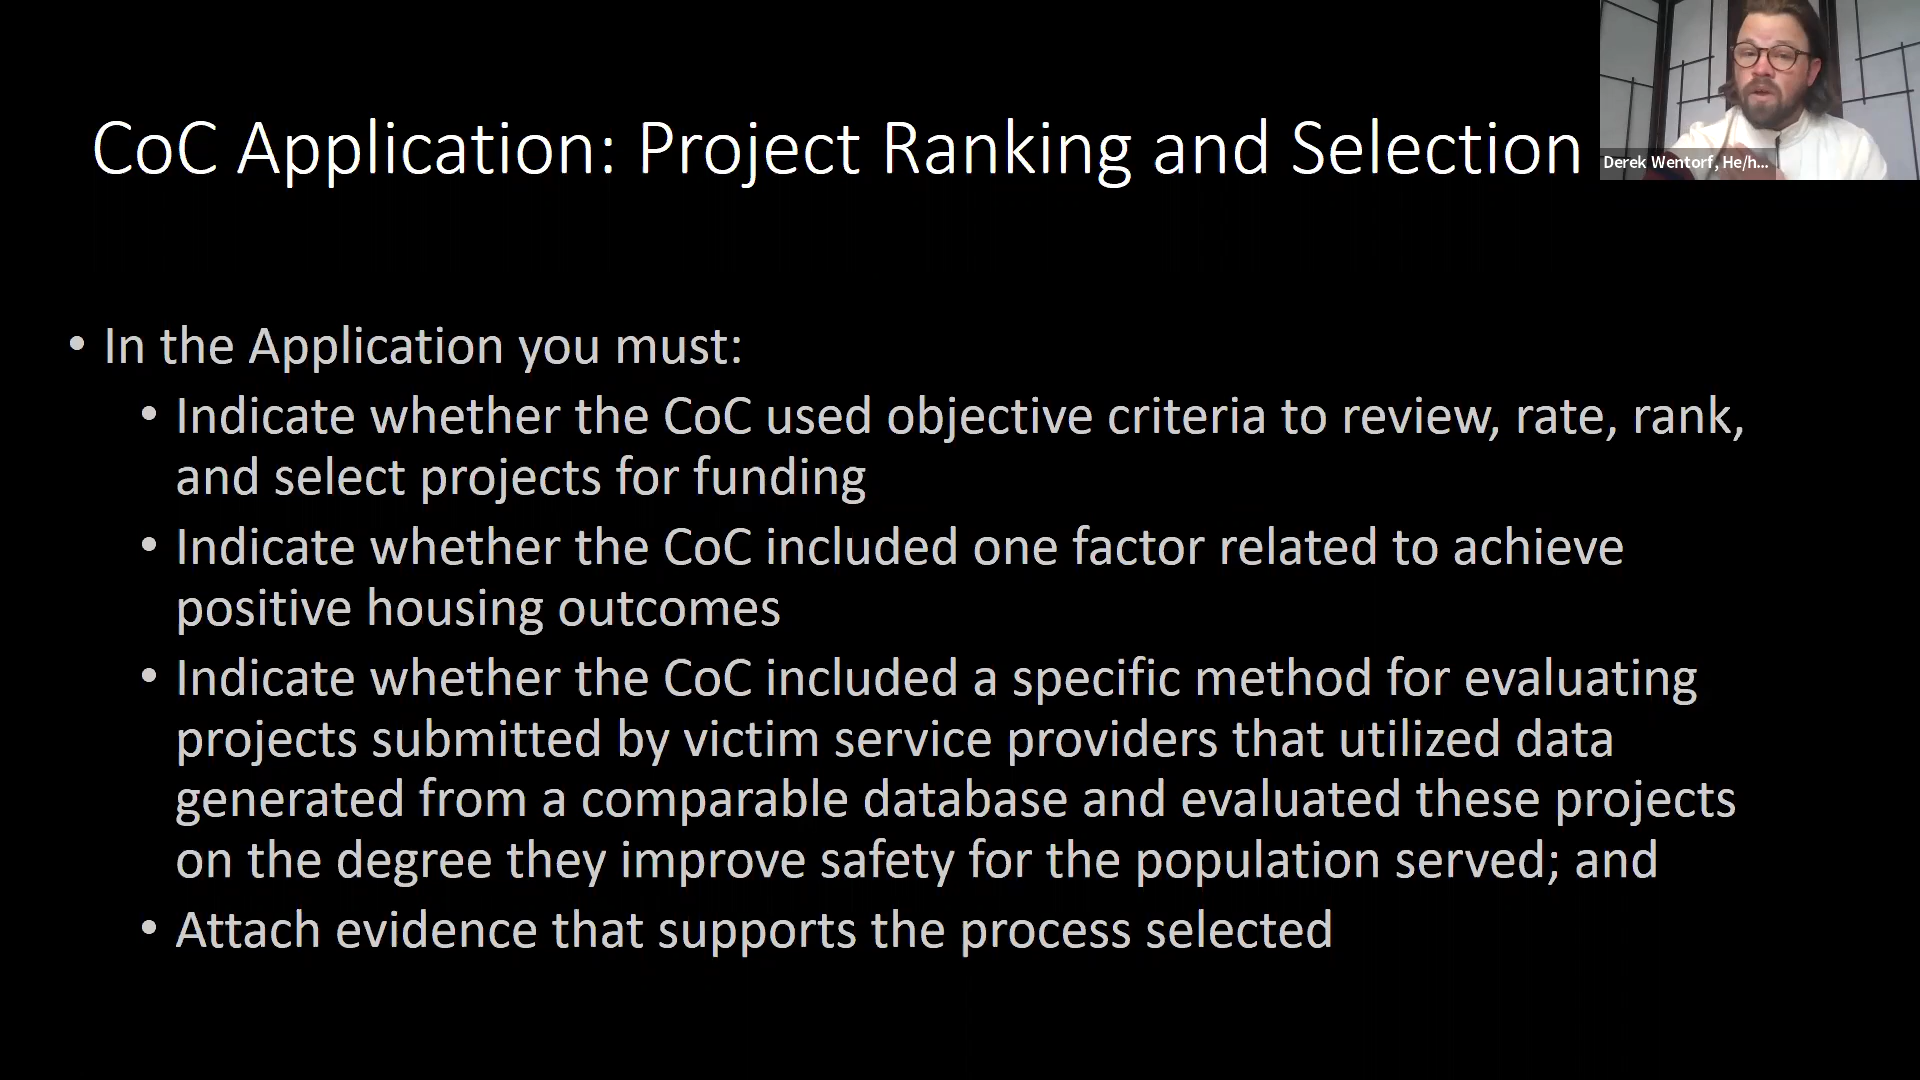 CoC Application: Project Ranking and Selection
Derek Wentorf, He/h...
• In the Application you must:
• Indicate whether the CoC used objective criteria to review, rate, rank,
and select projects for funding
• Indicate whether the CoC included one factor related to achieve
positive housing outcomes
• Indicate whether the CoC included a specific method for evaluating
projects submitted by victim service providers that utilized data
generated from a comparable database and evaluated these projects
on the degree they improve safety for the population served; and
• Attach evidence that supports the process selected